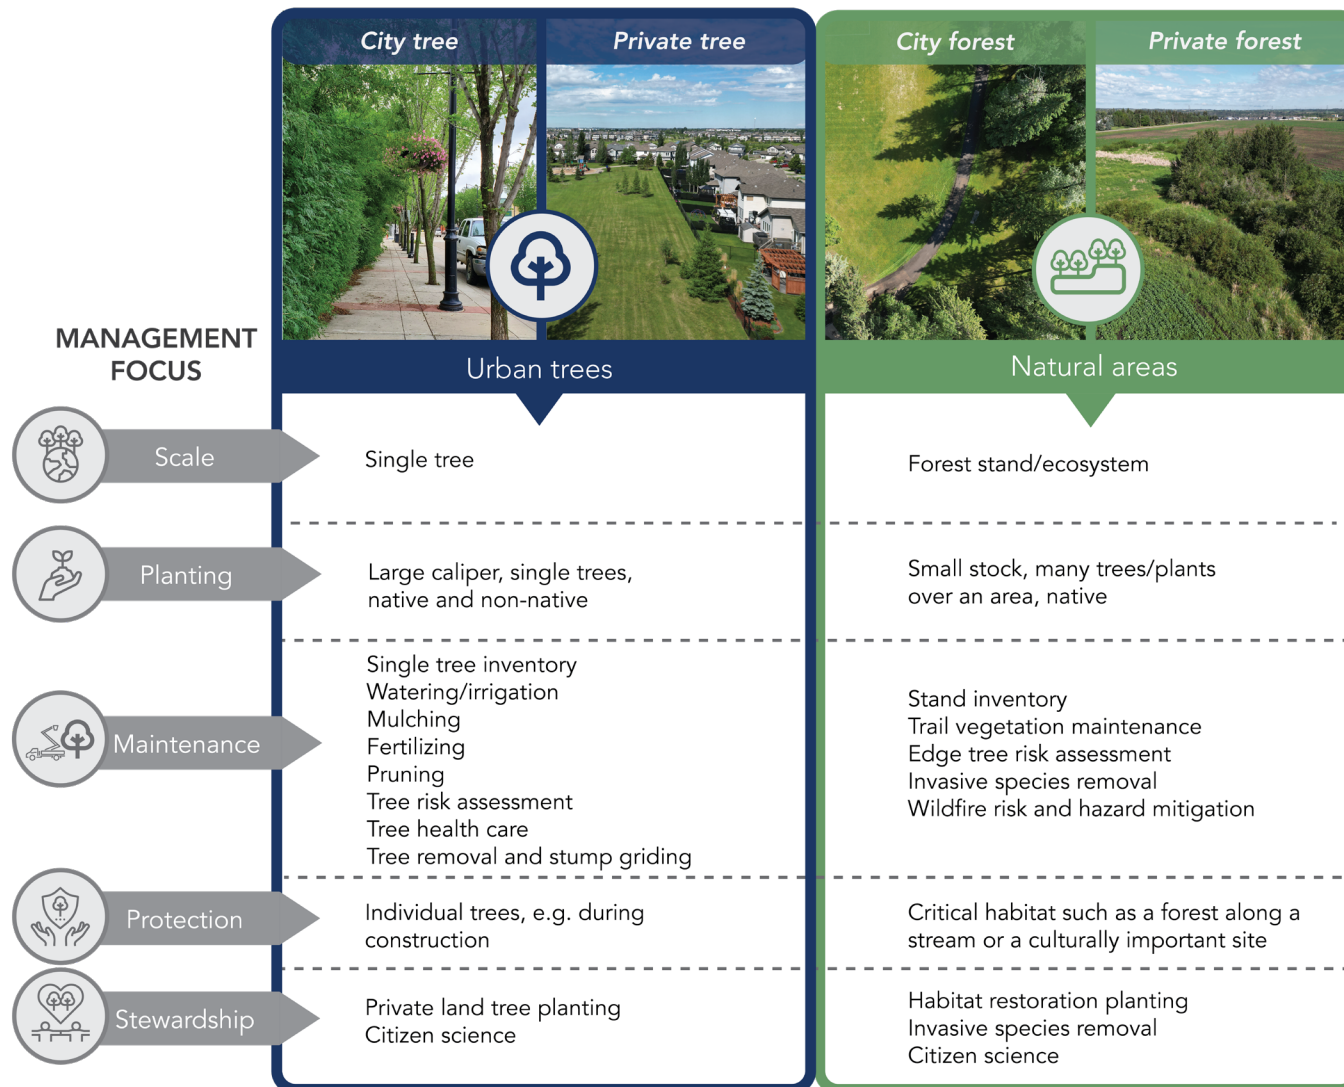 City tree
Private tree
City forest
Private forest
MANAGEMENT
FOCUS
Urban trees
Natural areas
Scale
Single tree
Forest stand/ecosystem
Planting
Large caliper, single trees,
native and non-native
Small stock, many trees/plants
over an area, native
Maintenance
Single tree inventory
Watering/irrigation
Mulching
Fertilizing
Pruning
Tree risk assessment
Tree health care
Tree removal and stump griding
Stand inventory
Trail vegetation maintenance
Edge tree risk assessment
Invasive species removal
Wildfire risk and hazard mitigation
Protection
Individual trees, e.g. during
construction
Critical habitat such as a forest along a
stream or a culturally important site
Stewardship
Private land tree planting
Citizen science
Habitat restoration planting
Invasive species removal
Citizen science